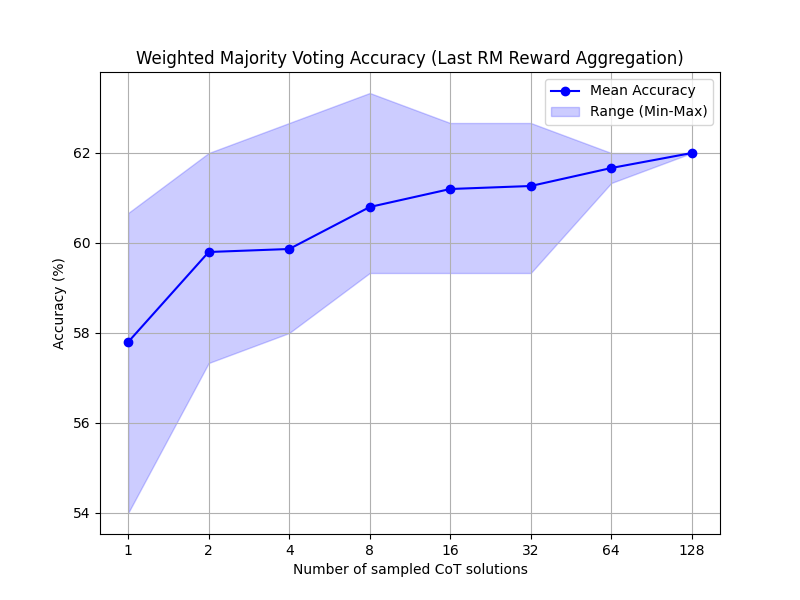 Weighted Majority Voting Accuracy (Last RM Reward Aggregation)
Mean Accuracy
Range (Min-Max)
Accuracy (%)
62
60
58
56
54
1 2 4 8 16 32 64 128
Number of sampled CoT solutions